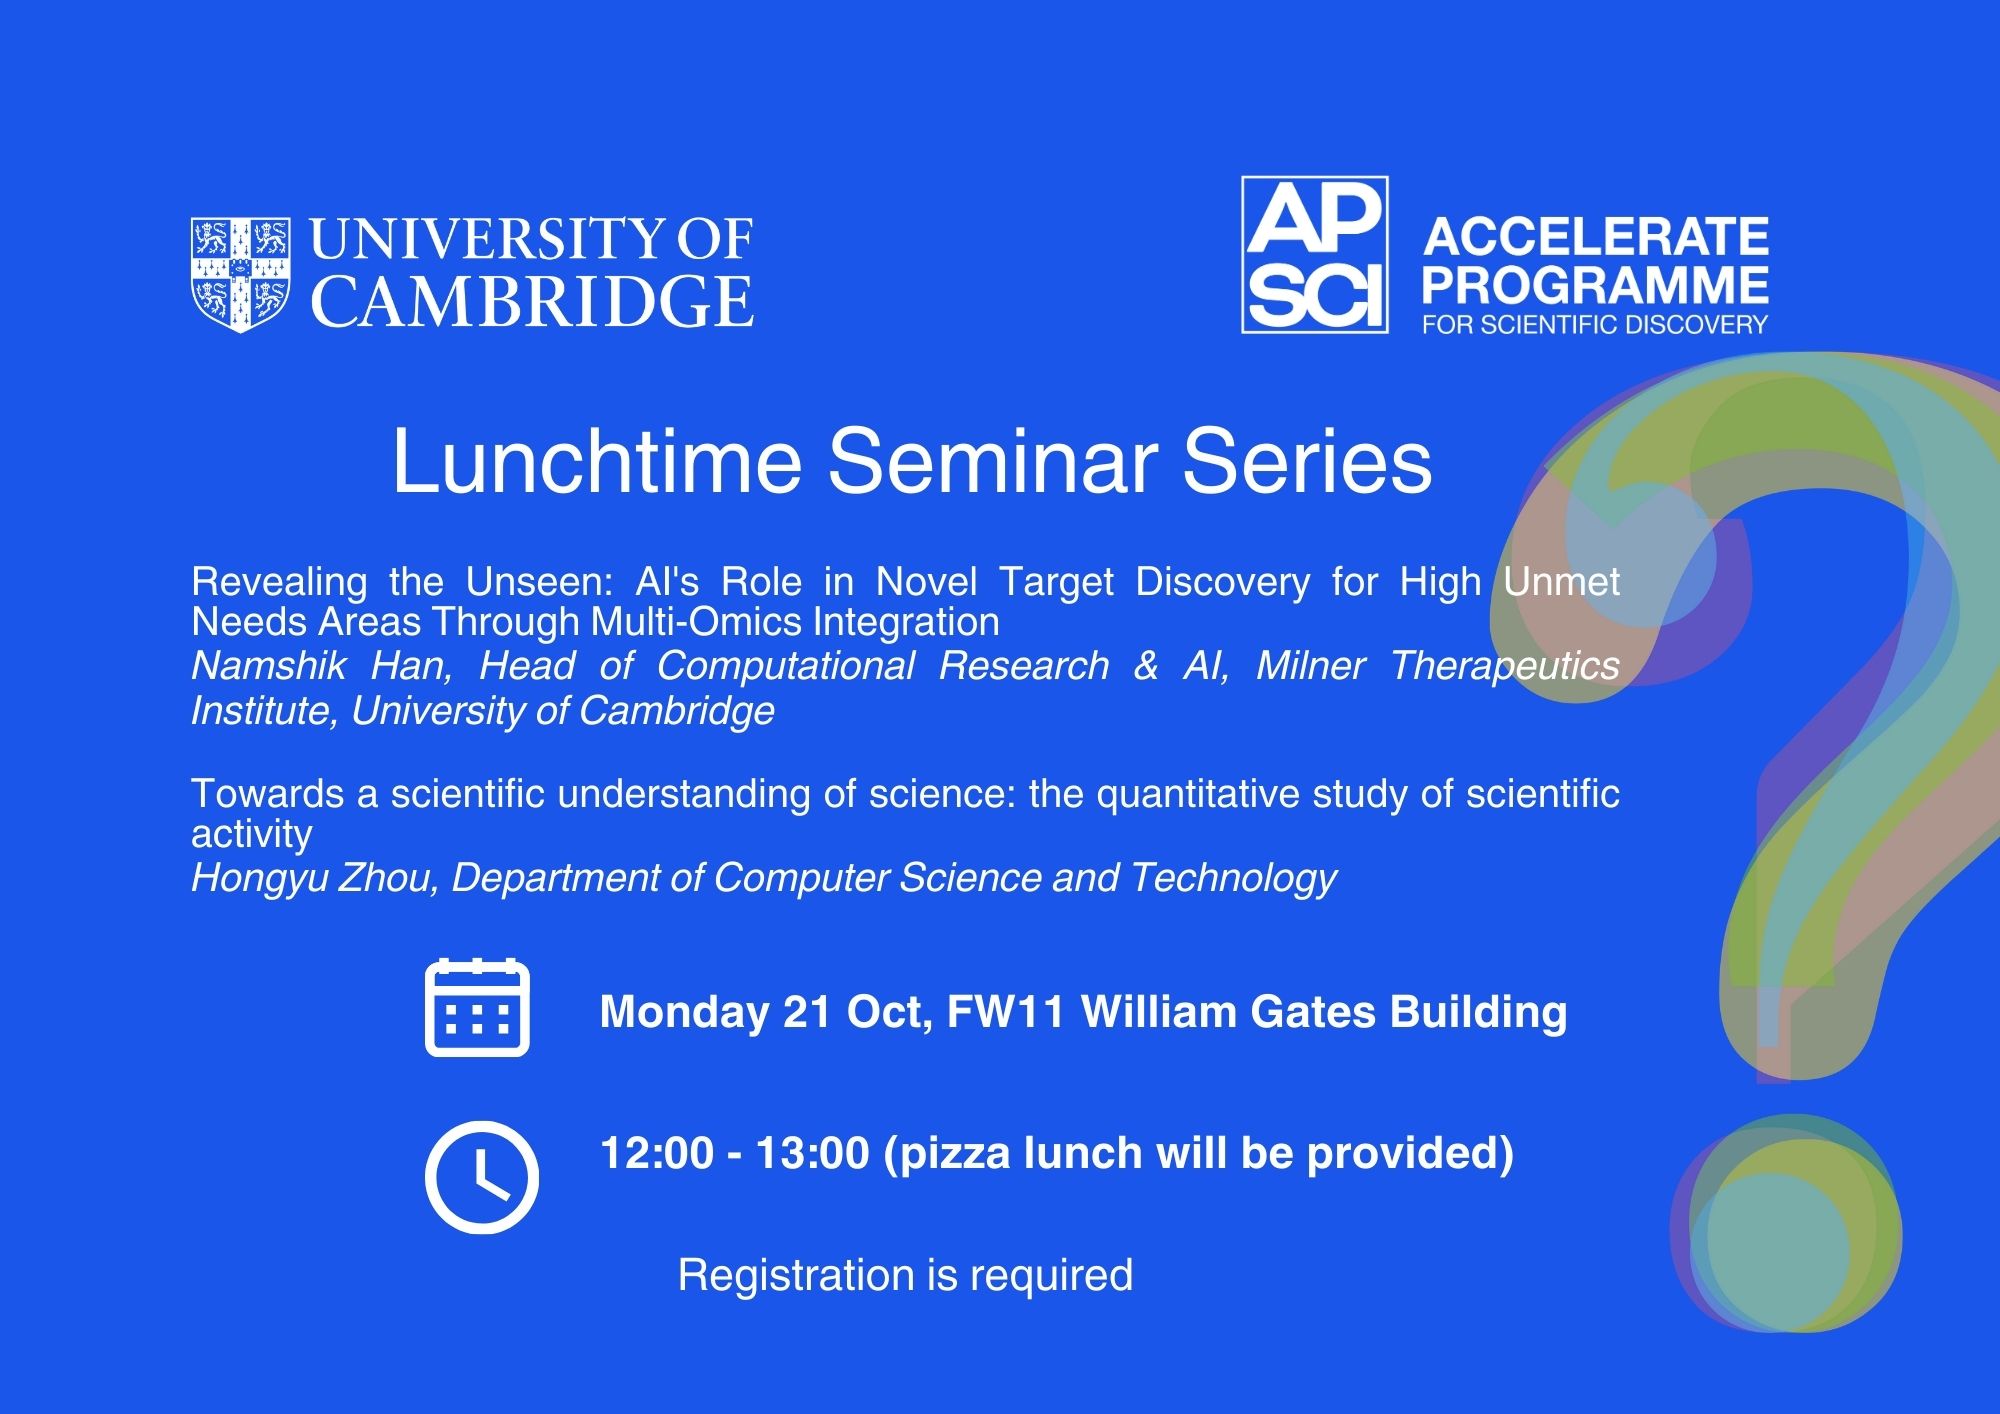 UNIVERSITY OF
CAMBRIDGE
AP
SCI
ACCELERATE
PROGRAMME
FOR SCIENTIFIC DISCOVERY
Lunchtime Seminar Series
Revealing the Unseen: AI's Role in Novel Target Discovery for High Unmet
Needs Areas Through Multi-Omics Integration
Namshik Han, Head of Computational Research & AI, Milner Therapeutics
Institute, University of Cambridge
Towards a scientific understanding of science: the quantitative study of scientific
activity
Hongyu Zhou, Department of Computer Science and Technology
Monday 21 Oct, FW11 William Gates Building
12:00 - 13:00 (pizza lunch will be provided)
Registration is required